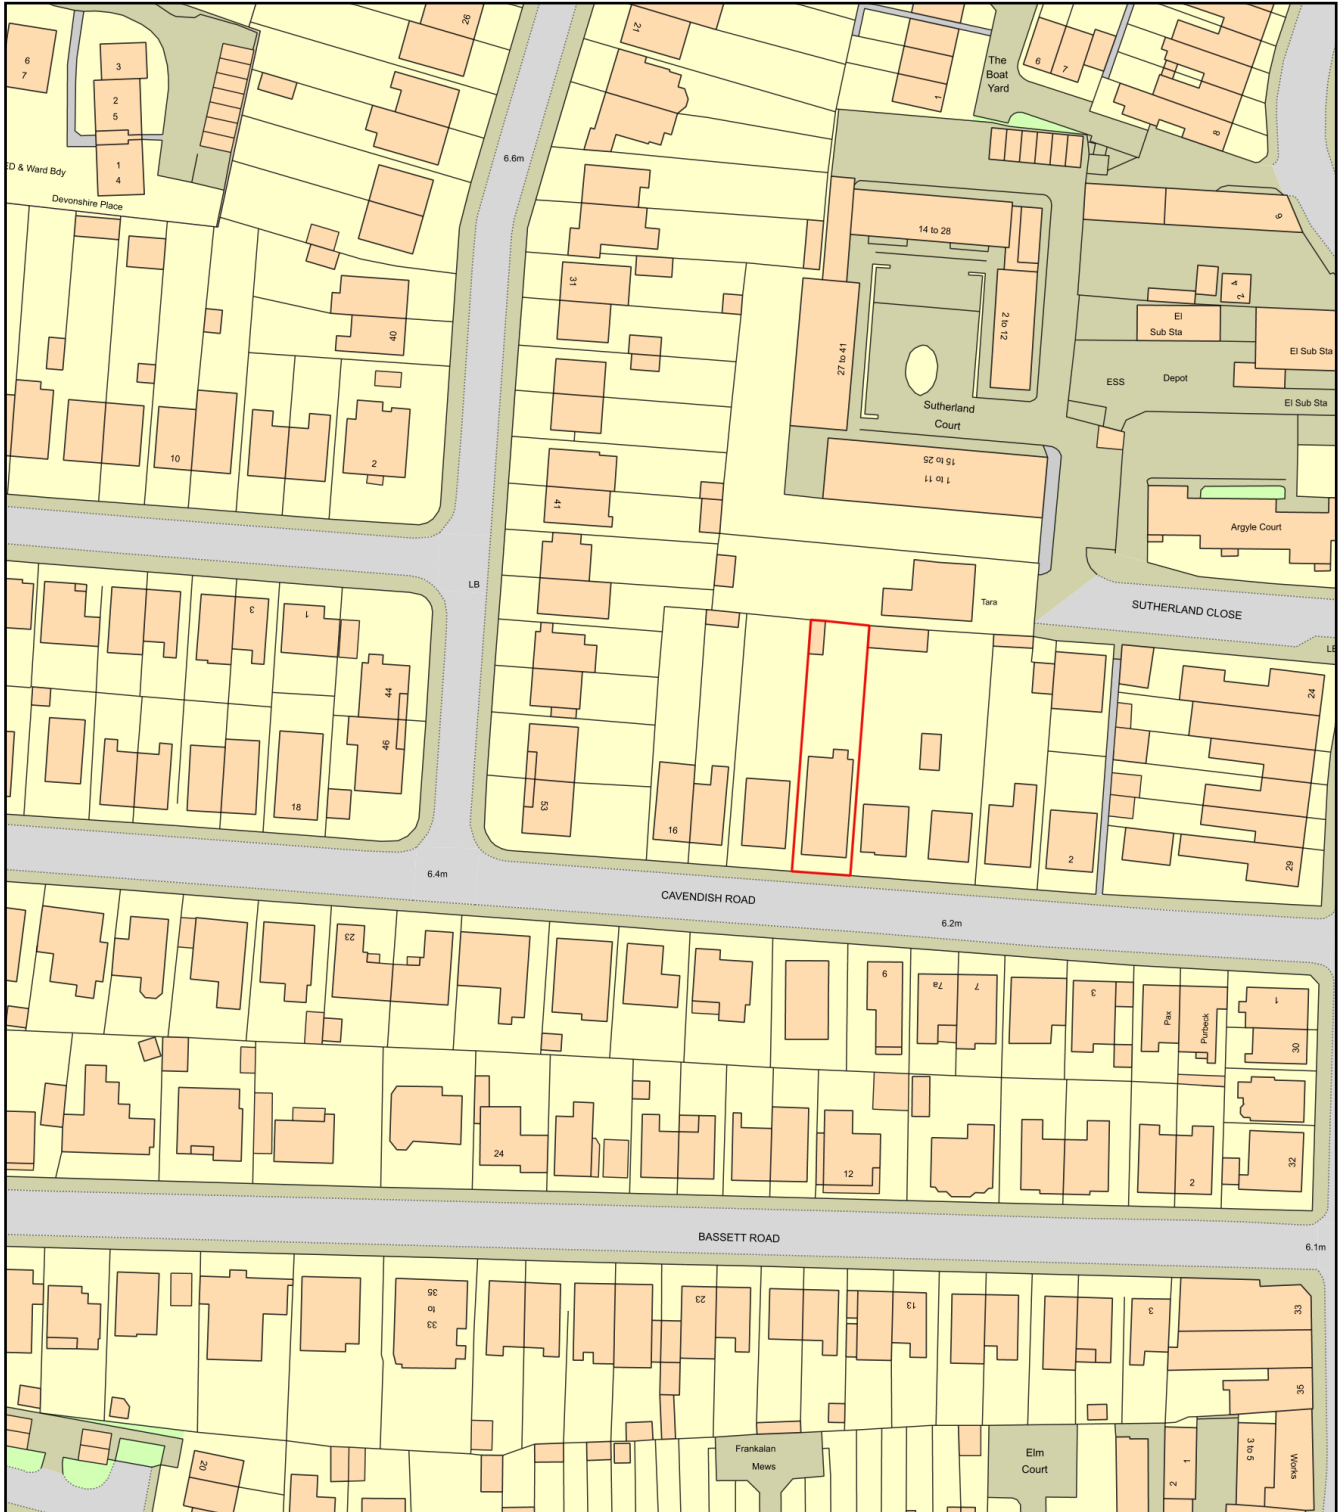 26
21
6
7
3
2
5
1
4
ED & Ward Bdy
Devonshire Place
6.6m
The
Boat
Yard
6
7
1
8
9
14 to 28
31
40
27 to 41
2 to 12
4
2
El
Sub Sta
El Sub Sta
ESS
Depot
El Sub Sta
Sutherland
Court
10
2
41
15 to 25
1 to 11
Argyle Court
LB
3
1
Tara
SUTHERLAND CLOSE
LB
44
46
24
18
53
16
2
29
6.4m
CAVENDISH ROAD
6.2m
23
9
7a
7
3
Pax
Purbeck
1
30
24
12
2
32
BASSETT ROAD
6.1m
35
to
33
23
13
3
33
35
20
Frankalan
Mews
Elm
Court
2
1
3 to 5
Works